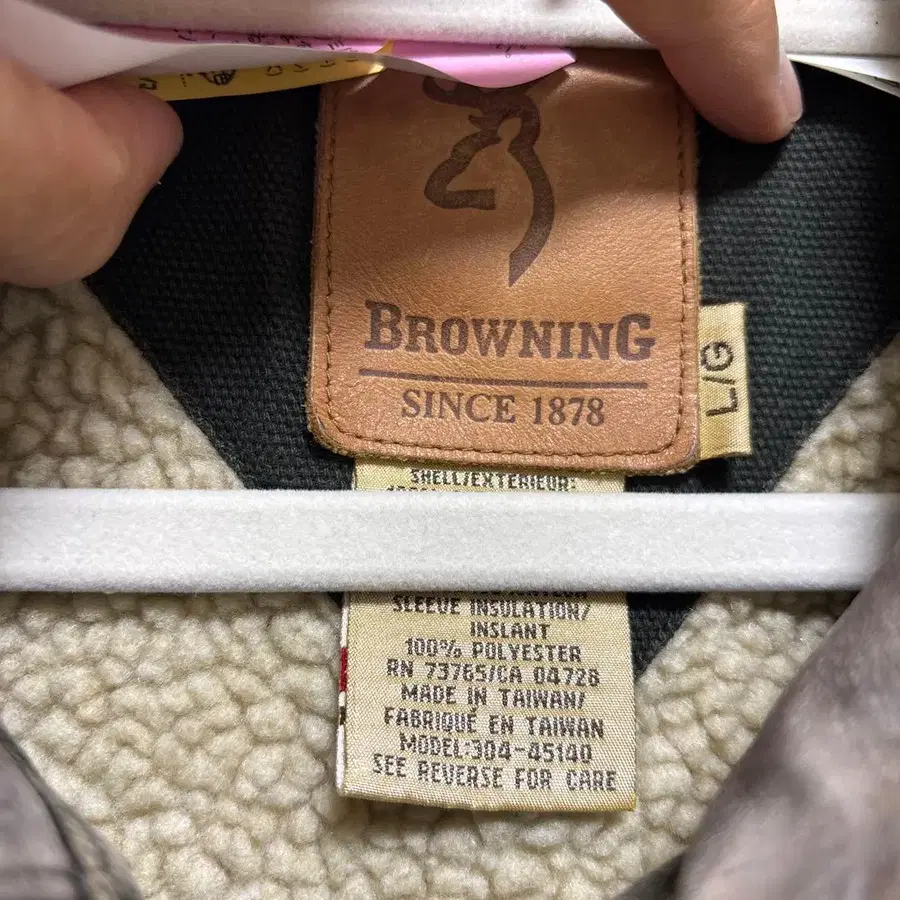 BROWNING
SINCE 1878
L/G
SHELL/EXTERIEUR:
SLEEVE INSULATION/
INSLANT
100% POLYESTER
RN 73765/CA 04728
MADE IN TAIWAN/
FABRIQUÉ EN TAIWAN
MODEL:304-45140
SEE REVERSE FOR CARE